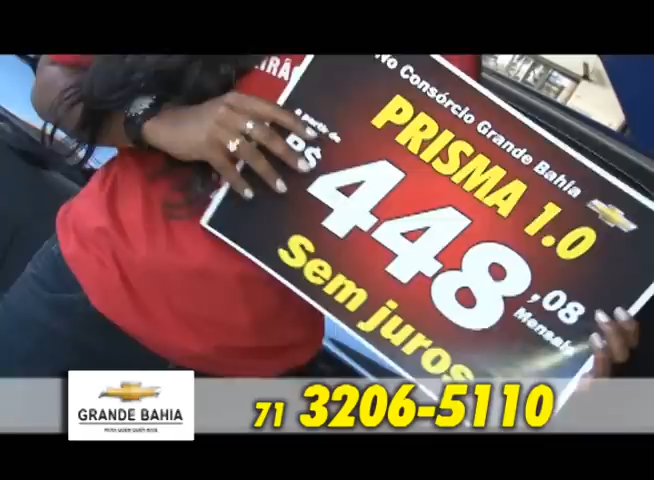 No Consórcio Grande Bahia
PRISMA 1.0
a partir de
R$ 448,08
Mensais
Sem juros
GRANDE BAHIA
71 3206-5110